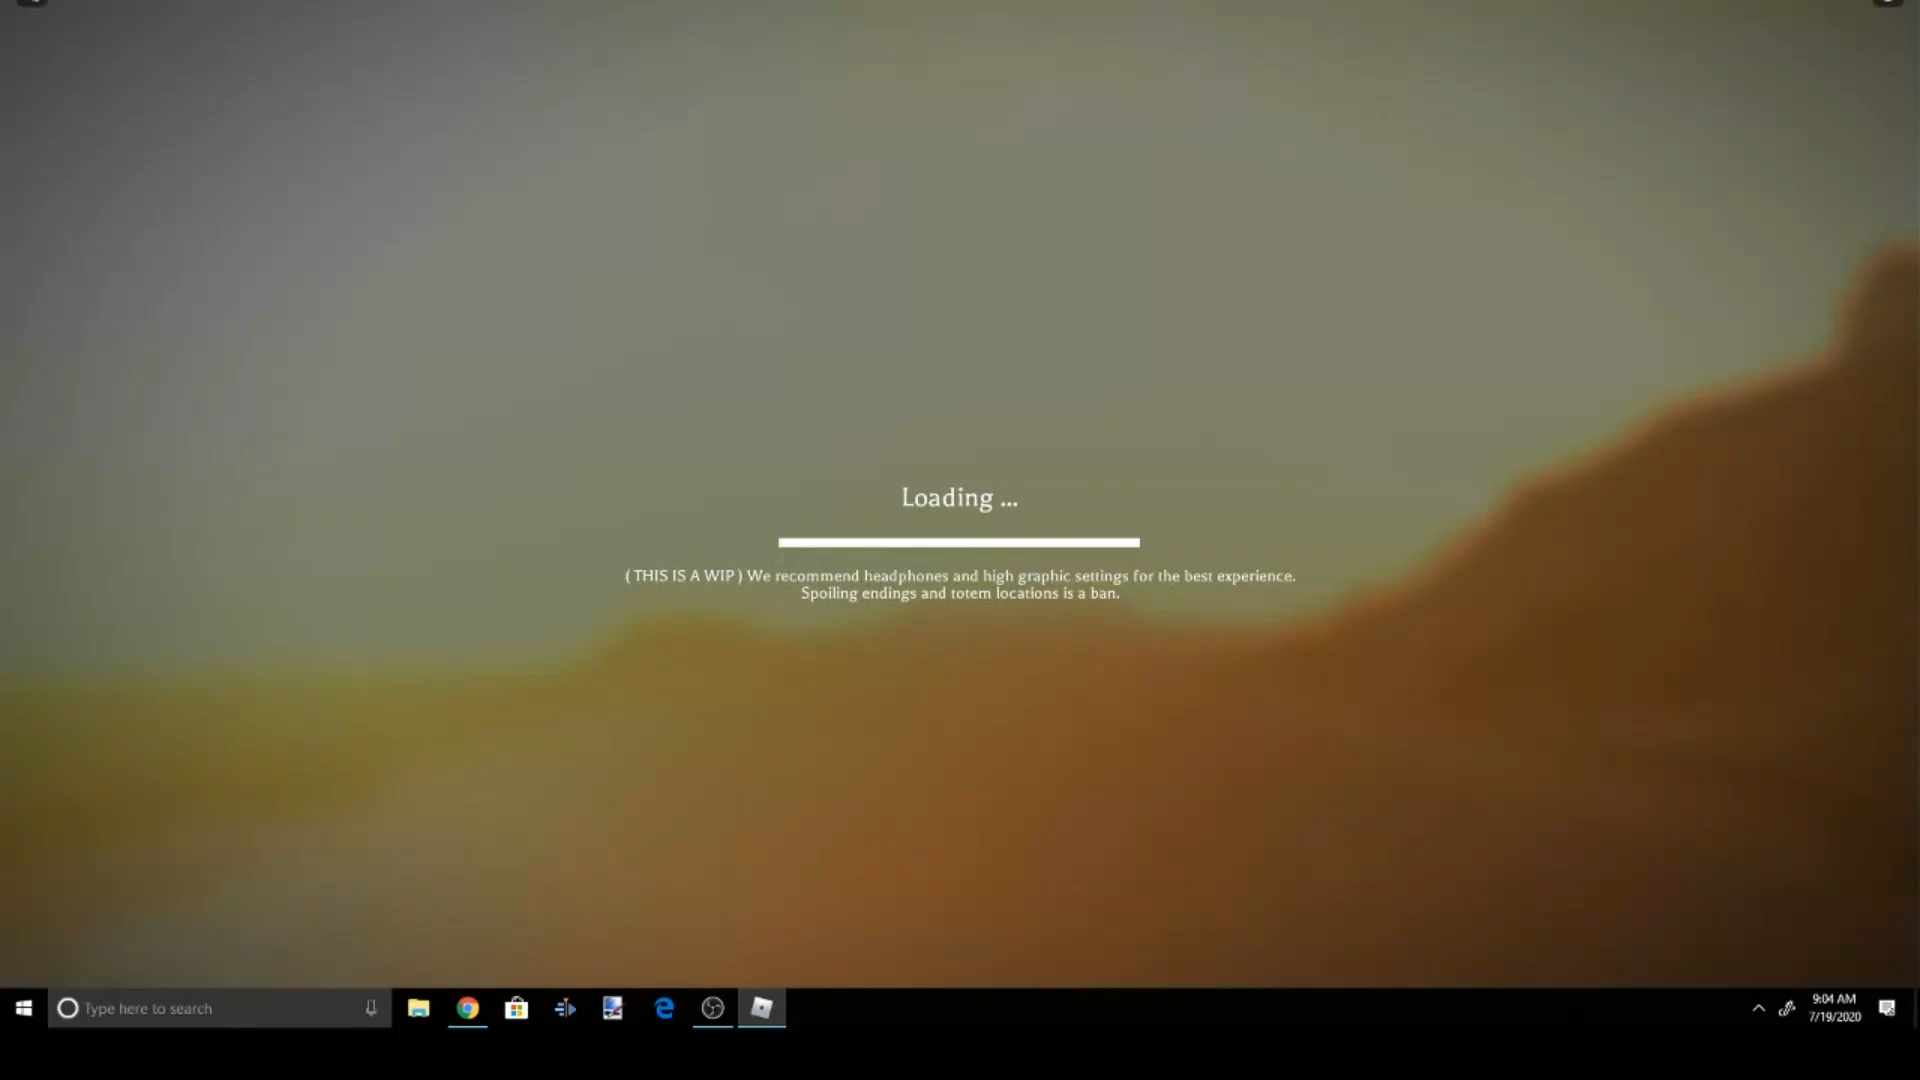 Loading ...
( THIS IS A WIP ) We recommend headphones and high graphic settings for the best experience.
Spoiling endings and totem locations is a ban.
Type here to search
9:04 AM
7/19/2020